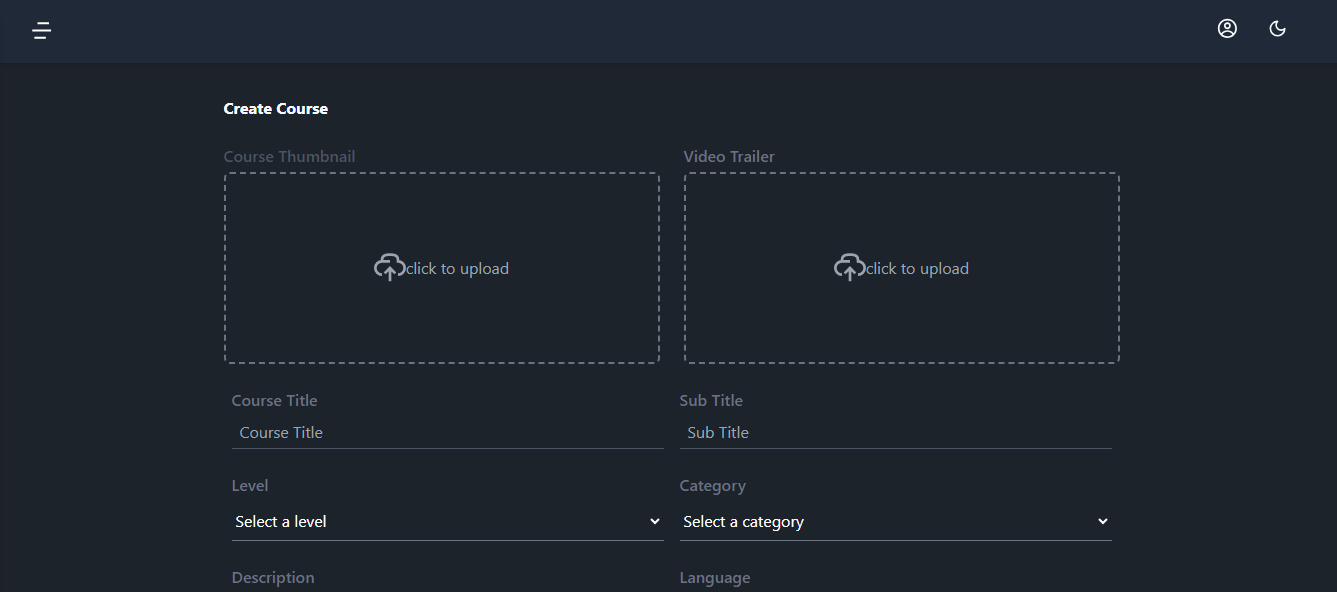 Create Course
Course Thumbnail
Video Trailer
click to upload
click to upload
Course Title
Sub Title
Course Title
Sub Title
Level
Category
Select a level
Select a category
Description
Language